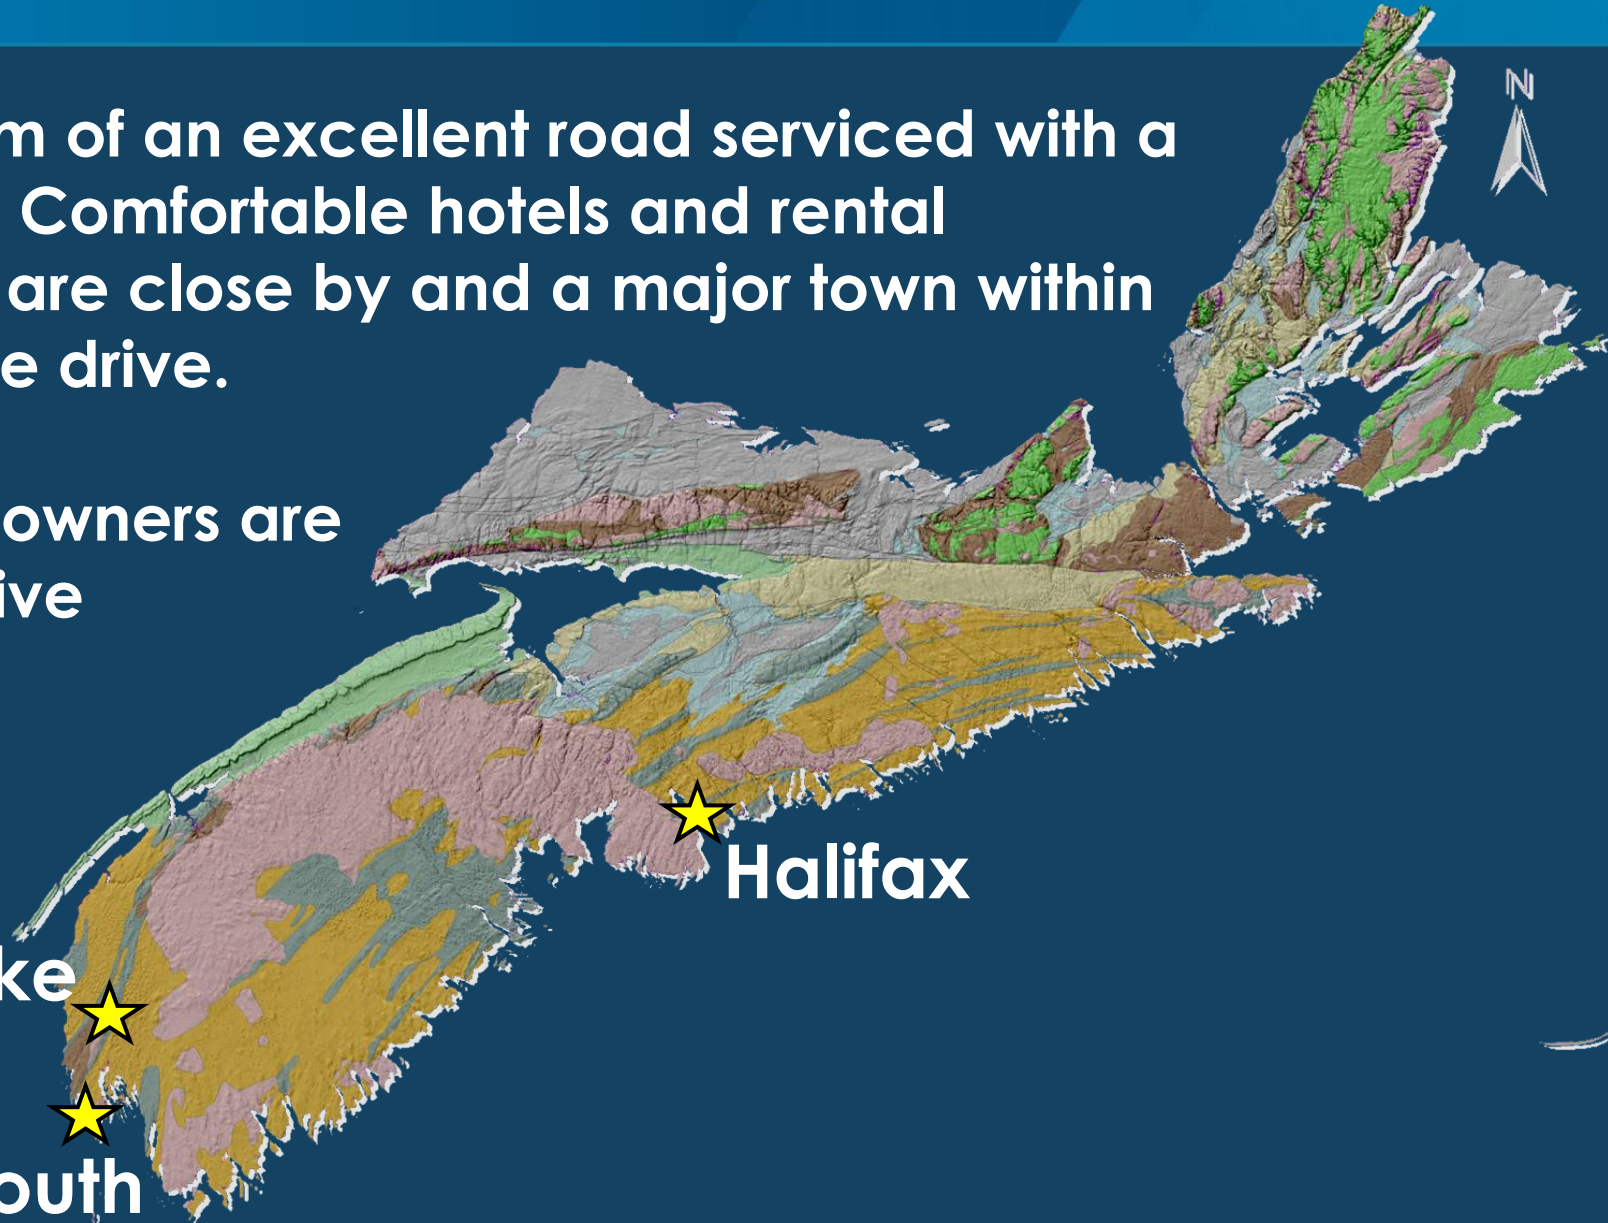 m of an excellent road serviced with a
Comfortable hotels and rental
are close by and a major town within
e drive.
owners are
ive
N
Halifax
ke
outh